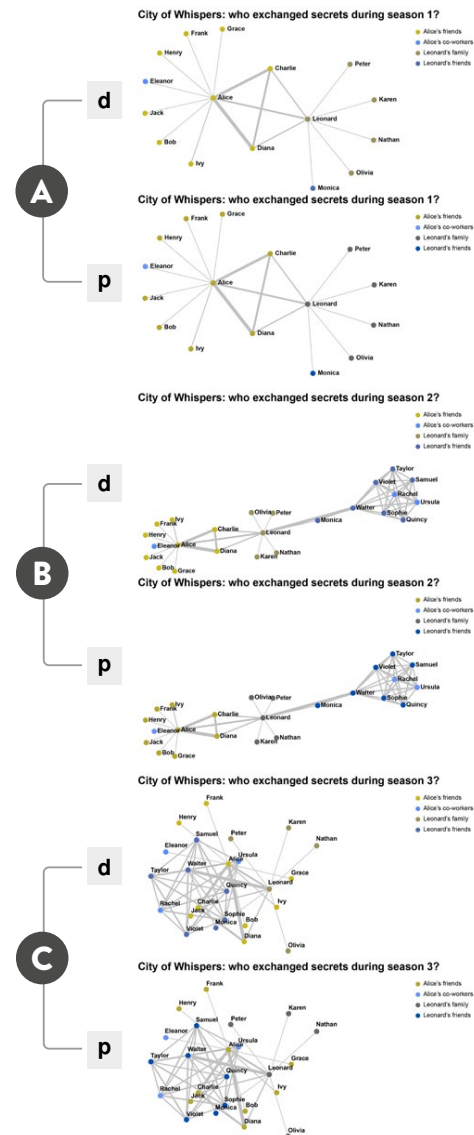 City of Whispers: who exchanged secrets during season 1?
Alice's friends
Alice's co-workers
Leonard's family
Leonard's friends
Grace
Frank
Henry
Charlie
Peter
Eleanor
Alice
Karen
d
Jack
Leonard
Bob
Nathan
Diana
Ivy
Olivia
Monica
A
City of Whispers: who exchanged secrets during season 1?
Alice's friends
Alice's co-workers
Leonard's family
Leonard's friends
Grace
Frank
Henry
Charlie
Peter
Eleanor
Alice
Karen
p
Jack
Leonard
Bob
Nathan
Diana
Ivy
Olivia
Monica
City of Whispers: who exchanged secrets during season 2?
Alice's friends
Alice's co-workers
Leonard's family
Leonard's friends
Taylor
Violet
Samuel
Rachel
Ursula
d
Walter
Sophie
Quincy
Olivia
Peter
Ivy
Frank
Monica
Charlie
Henry
Leonard
Eleanor
Alice
Diana
Nathan
Jack
Karen
Bob
Grace
B
City of Whispers: who exchanged secrets during season 2?
Alice's friends
Alice's co-workers
Leonard's family
Leonard's friends
Taylor
Violet
Samuel
Rachel
Ursula
p
Walter
Sophie
Quincy
Olivia
Peter
Ivy
Frank
Monica
Charlie
Henry
Leonard
Eleanor
Alice
Diana
Nathan
Jack
Karen
Bob
Grace
City of Whispers: who exchanged secrets during season 3?
Alice's friends
Alice's co-workers
Leonard's family
Leonard's friends
Frank
Henry
Karen
Samuel
Peter
Nathan
Eleanor
Ursula
Walter
Alice
d
Taylor
Grace
Quincy
Leonard
Rachel
Charlie
Ivy
Jack
Sophie
Monica
Bob
Violet
Diana
Olivia
C
City of Whispers: who exchanged secrets during season 3?
Alice's friends
Alice's co-workers
Leonard's family
Leonard's friends
Frank
Henry
Karen
Samuel
Peter
Nathan
Eleanor
Ursula
Walter
Alice
p
Taylor
Grace
Quincy
Leonard
Rachel
Charlie
Ivy
Jack
Sophie
Monica
Bob
Violet
Diana
Olivia